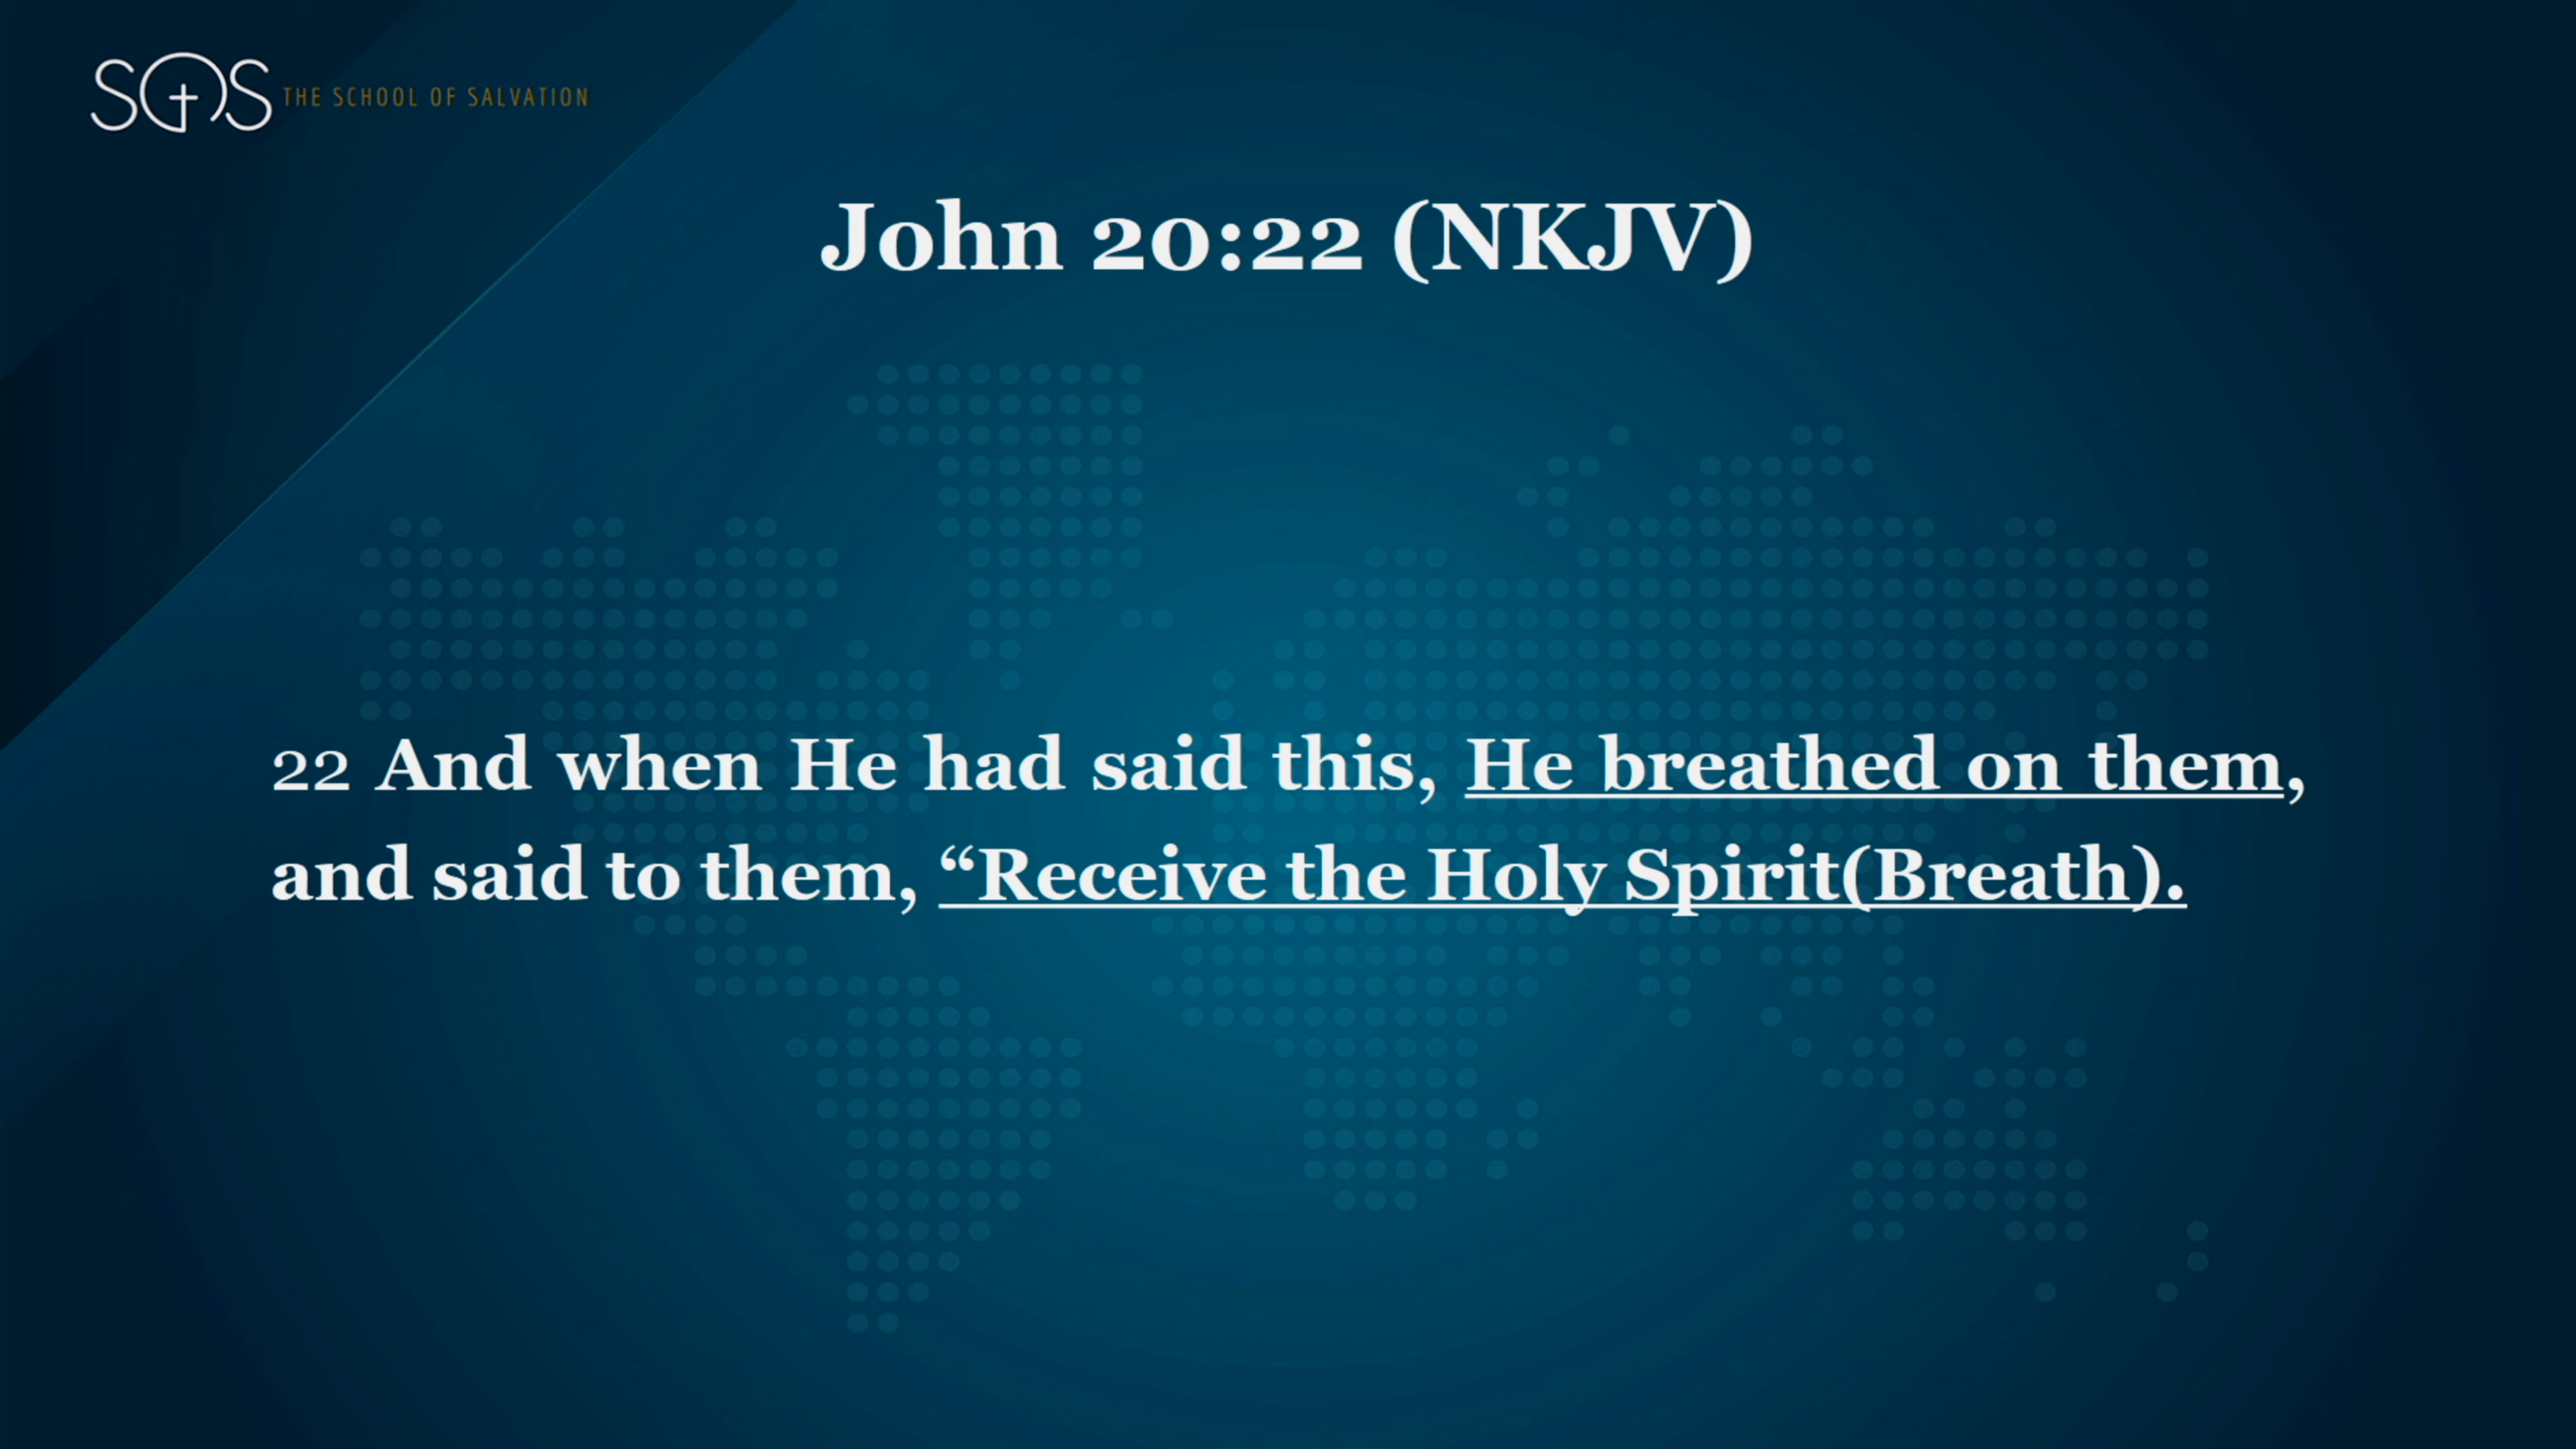 SOS THE SCHOOL OF SALVATION
John 20:22 (NKJV)
22 And when He had said this, He breathed on them,
and said to them, “Receive the Holy Spirit(Breath).